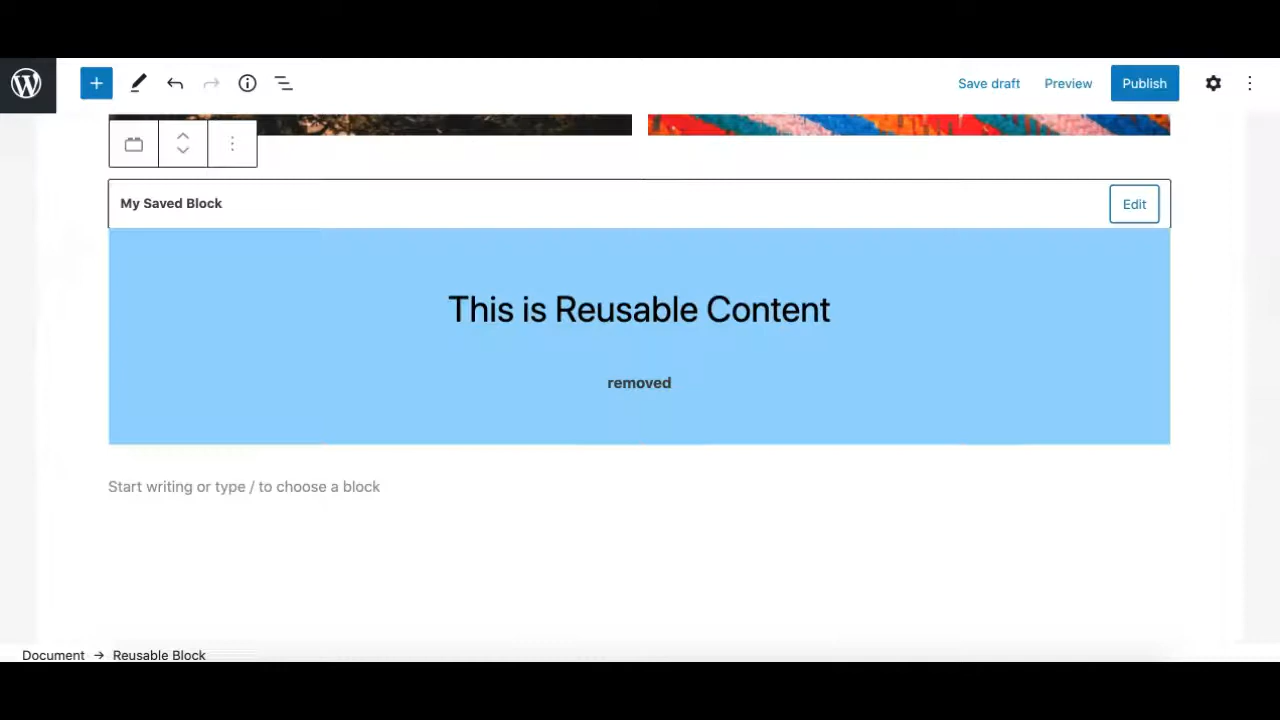 Save draft Preview Publish
My Saved Block Edit
This is Reusable Content
removed
Start writing or type / to choose a block
Document → Reusable Block